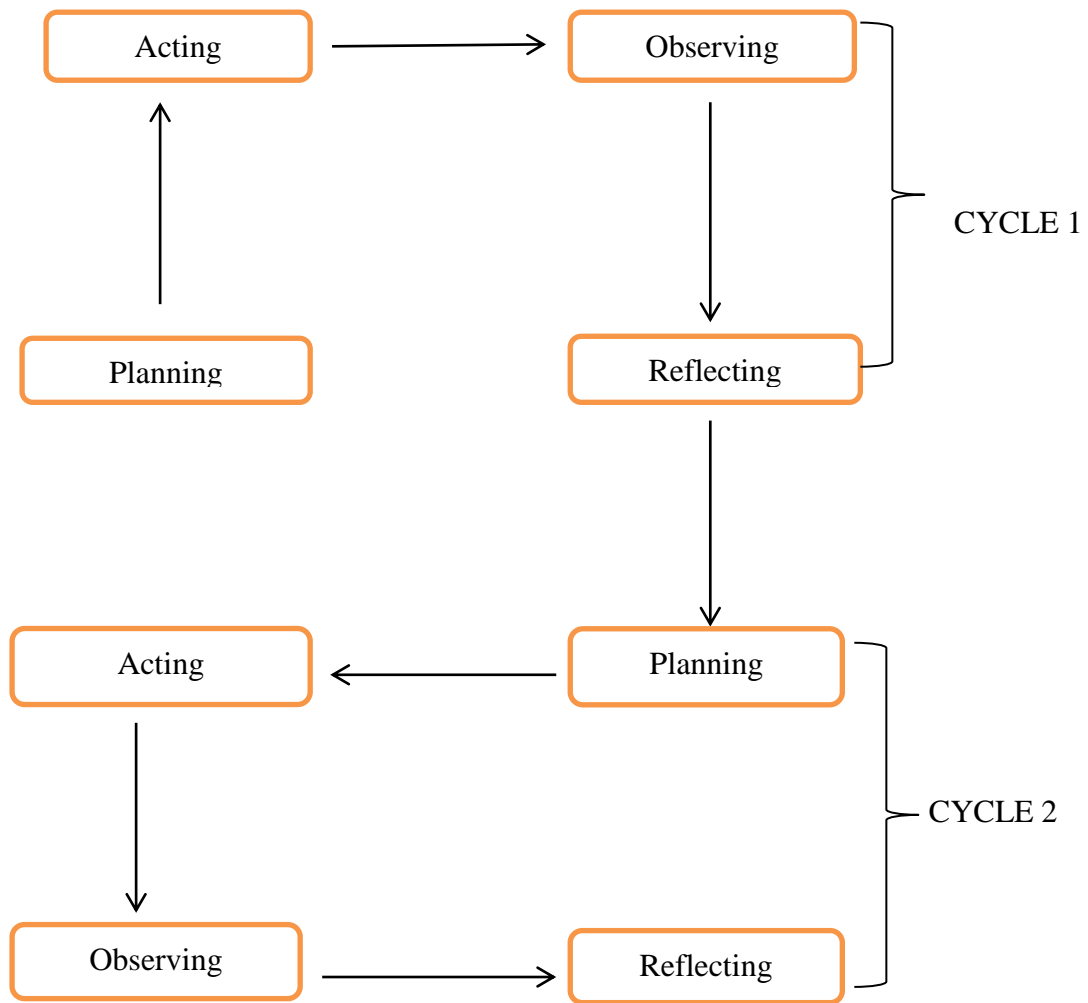 Acting
Observing
CYCLE 1
Planning
Reflecting
Acting
Planning
CYCLE 2
Observing
Reflecting